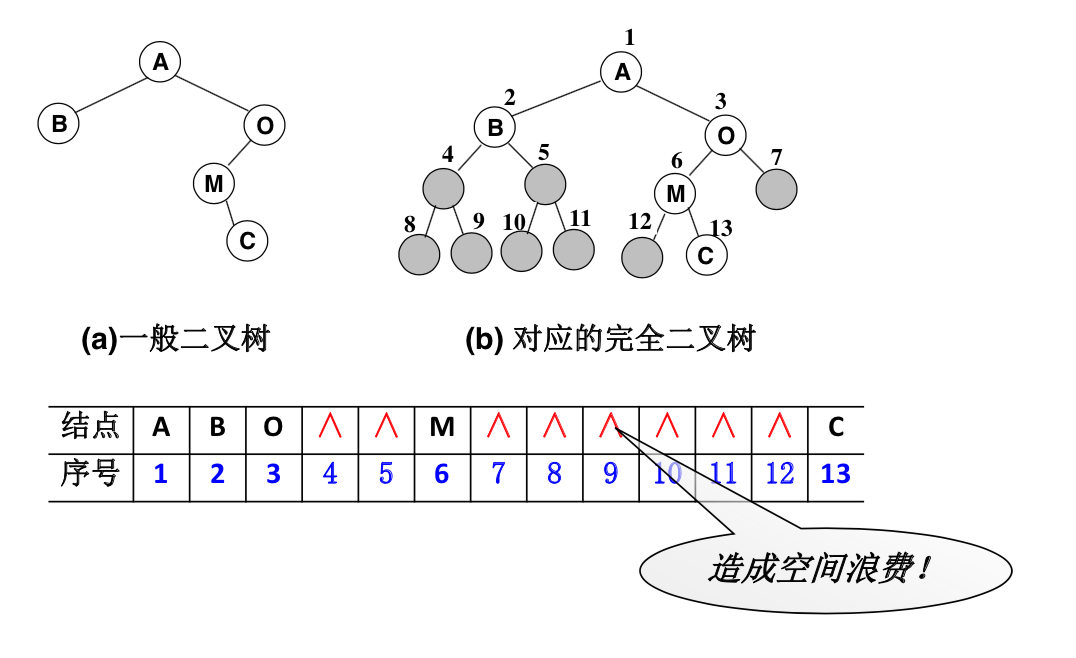 A
B
O
M
C
1
A
2
3
B
O
4
5
6
7
M
8
9
10
11
12
13
C
(a)一般二叉树
(b) 对应的完全二叉树
结点 A B O ∧ ∧ M ∧ ∧ ∧ ∧ ∧ ∧ C
序号 1 2 3 4 5 6 7 8 9 10 11 12 13
造成空间浪费！